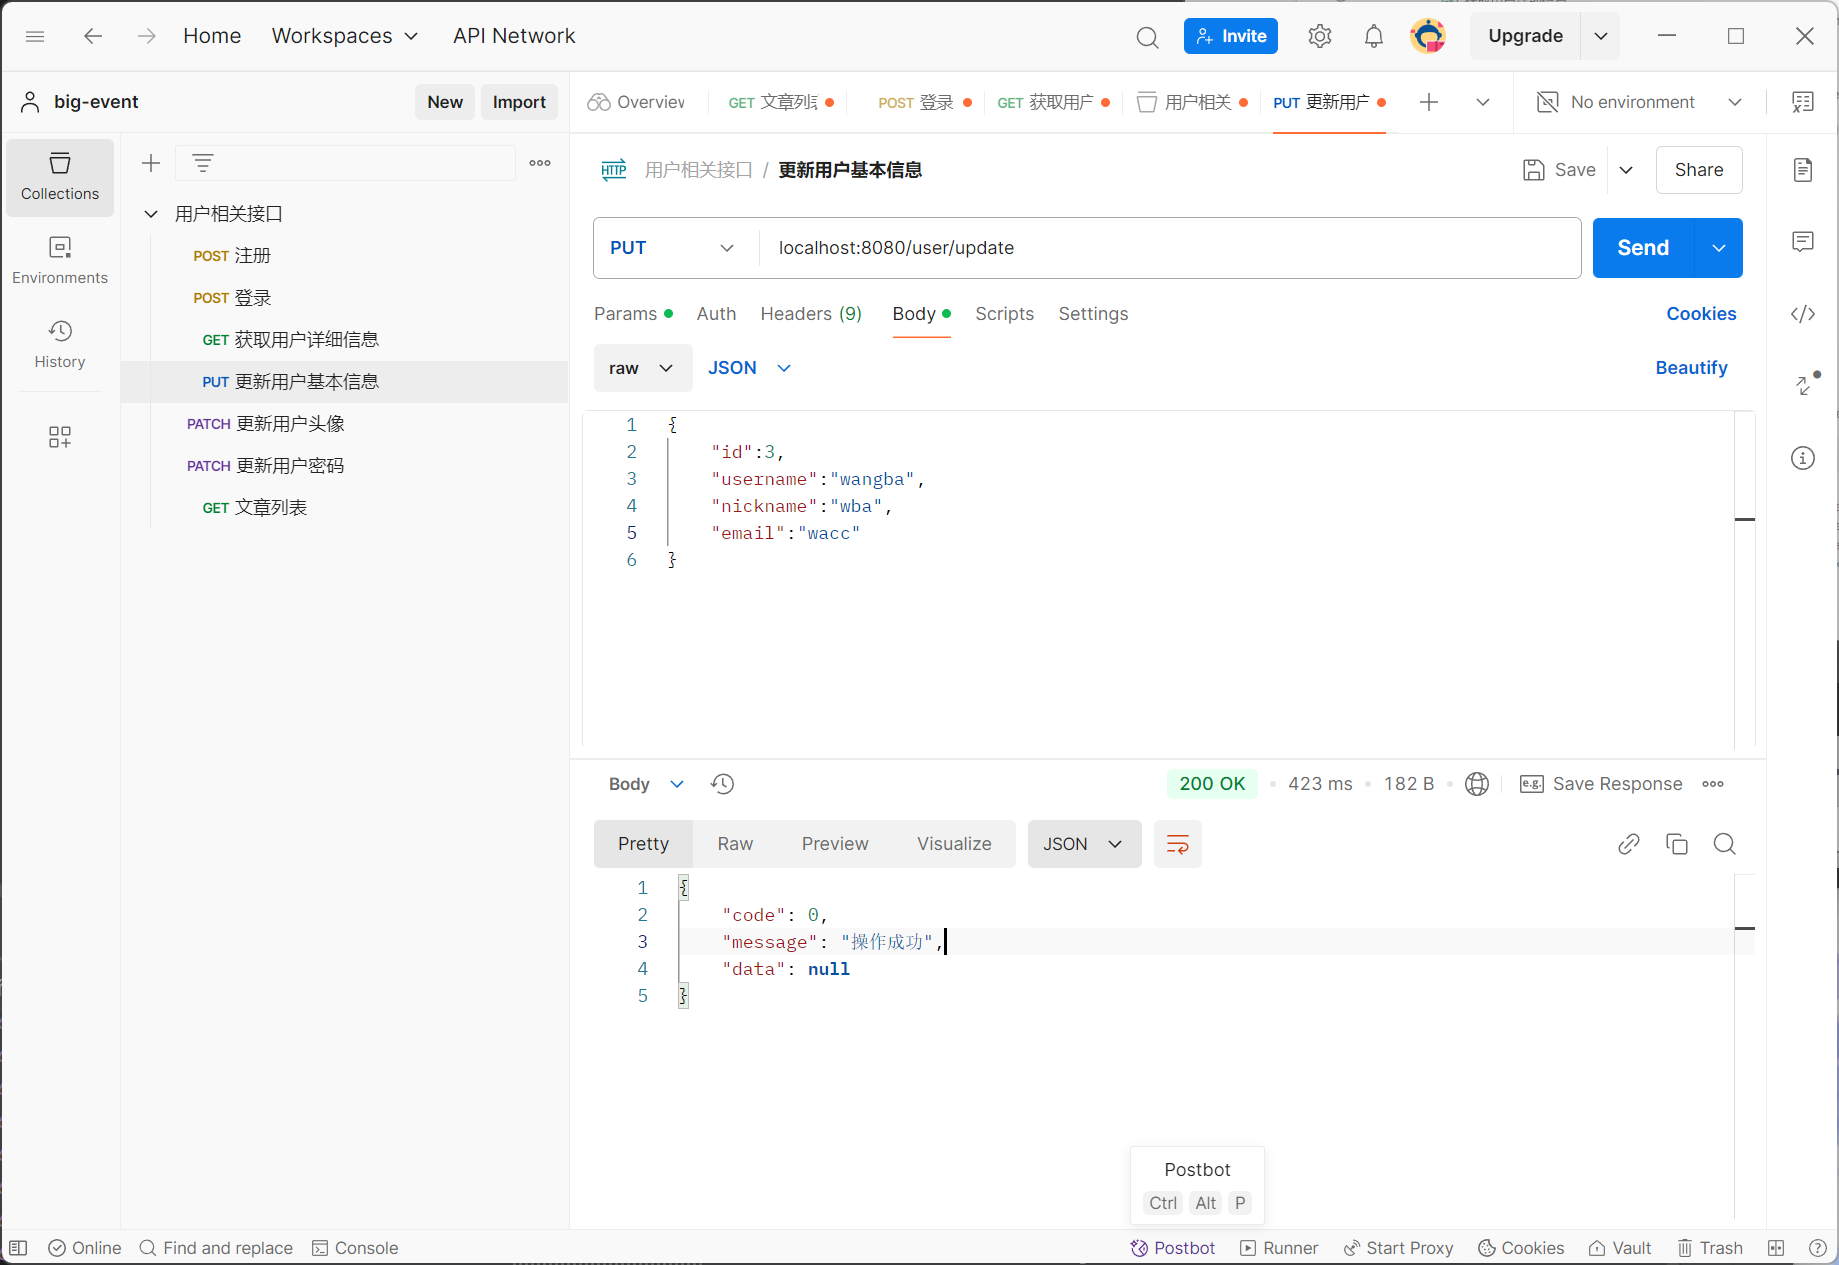 Home Workspaces API Network Invite Upgrade
big-event New Import Overview GET 文章列 POST 登录 GET 获取用户 用户相关 PUT 更新用户 No environment
Collections
Environments
History
用户相关接口
POST 注册
POST 登录
GET 获取用户详细信息
PUT 更新用户基本信息
PATCH 更新用户头像
PATCH 更新用户密码
GET 文章列表
HTTP 用户相关接口 / 更新用户基本信息 Save Share
PUT localhost:8080/user/update Send
Params Auth Headers (9) Body Scripts Settings Cookies
raw JSON Beautify
1 {
2 "id":3,
3 "username":"wangba",
4 "nickname":"wba",
5 "email":"wacc"
6 }
Body 200 OK 423 ms 182 B e.g. Save Response
Pretty Raw Preview Visualize JSON
1 {
2 "code": 0,
3 "message": "操作成功",
4 "data": null
5 }
Postbot
Ctrl Alt P
Online Find and replace Console Postbot Runner Start Proxy Cookies Vault Trash